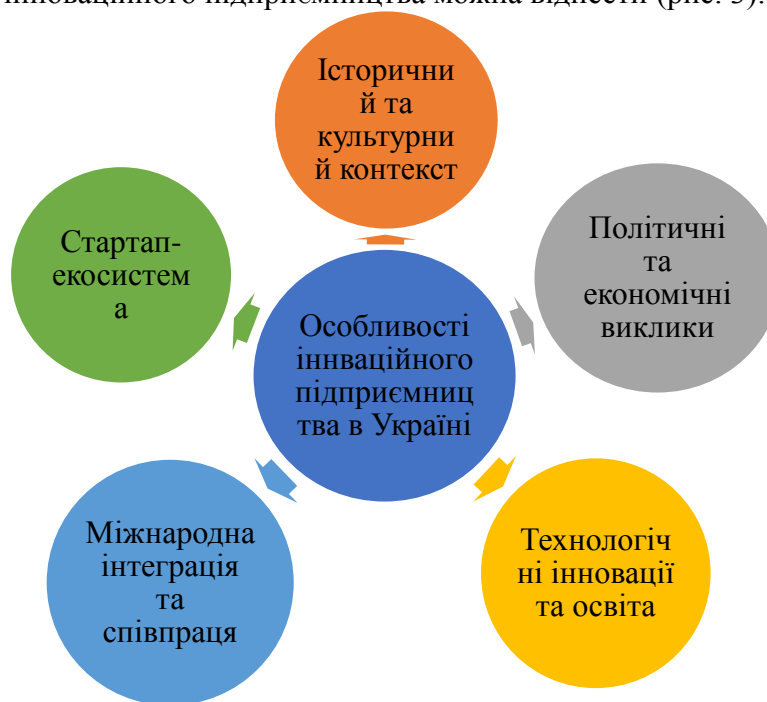 інноваційного підприємництва можна віднести (рис. 3):
Історични
й та
культурни
й контекст
Стартап-
екосистем
а
Політичні
та
економічні
виклики
Особливості
іннваційного
підприємниц
тва в Україні
Міжнародна
інтеграція
та
співпраця
Технологіч
ні інновації
та освіта